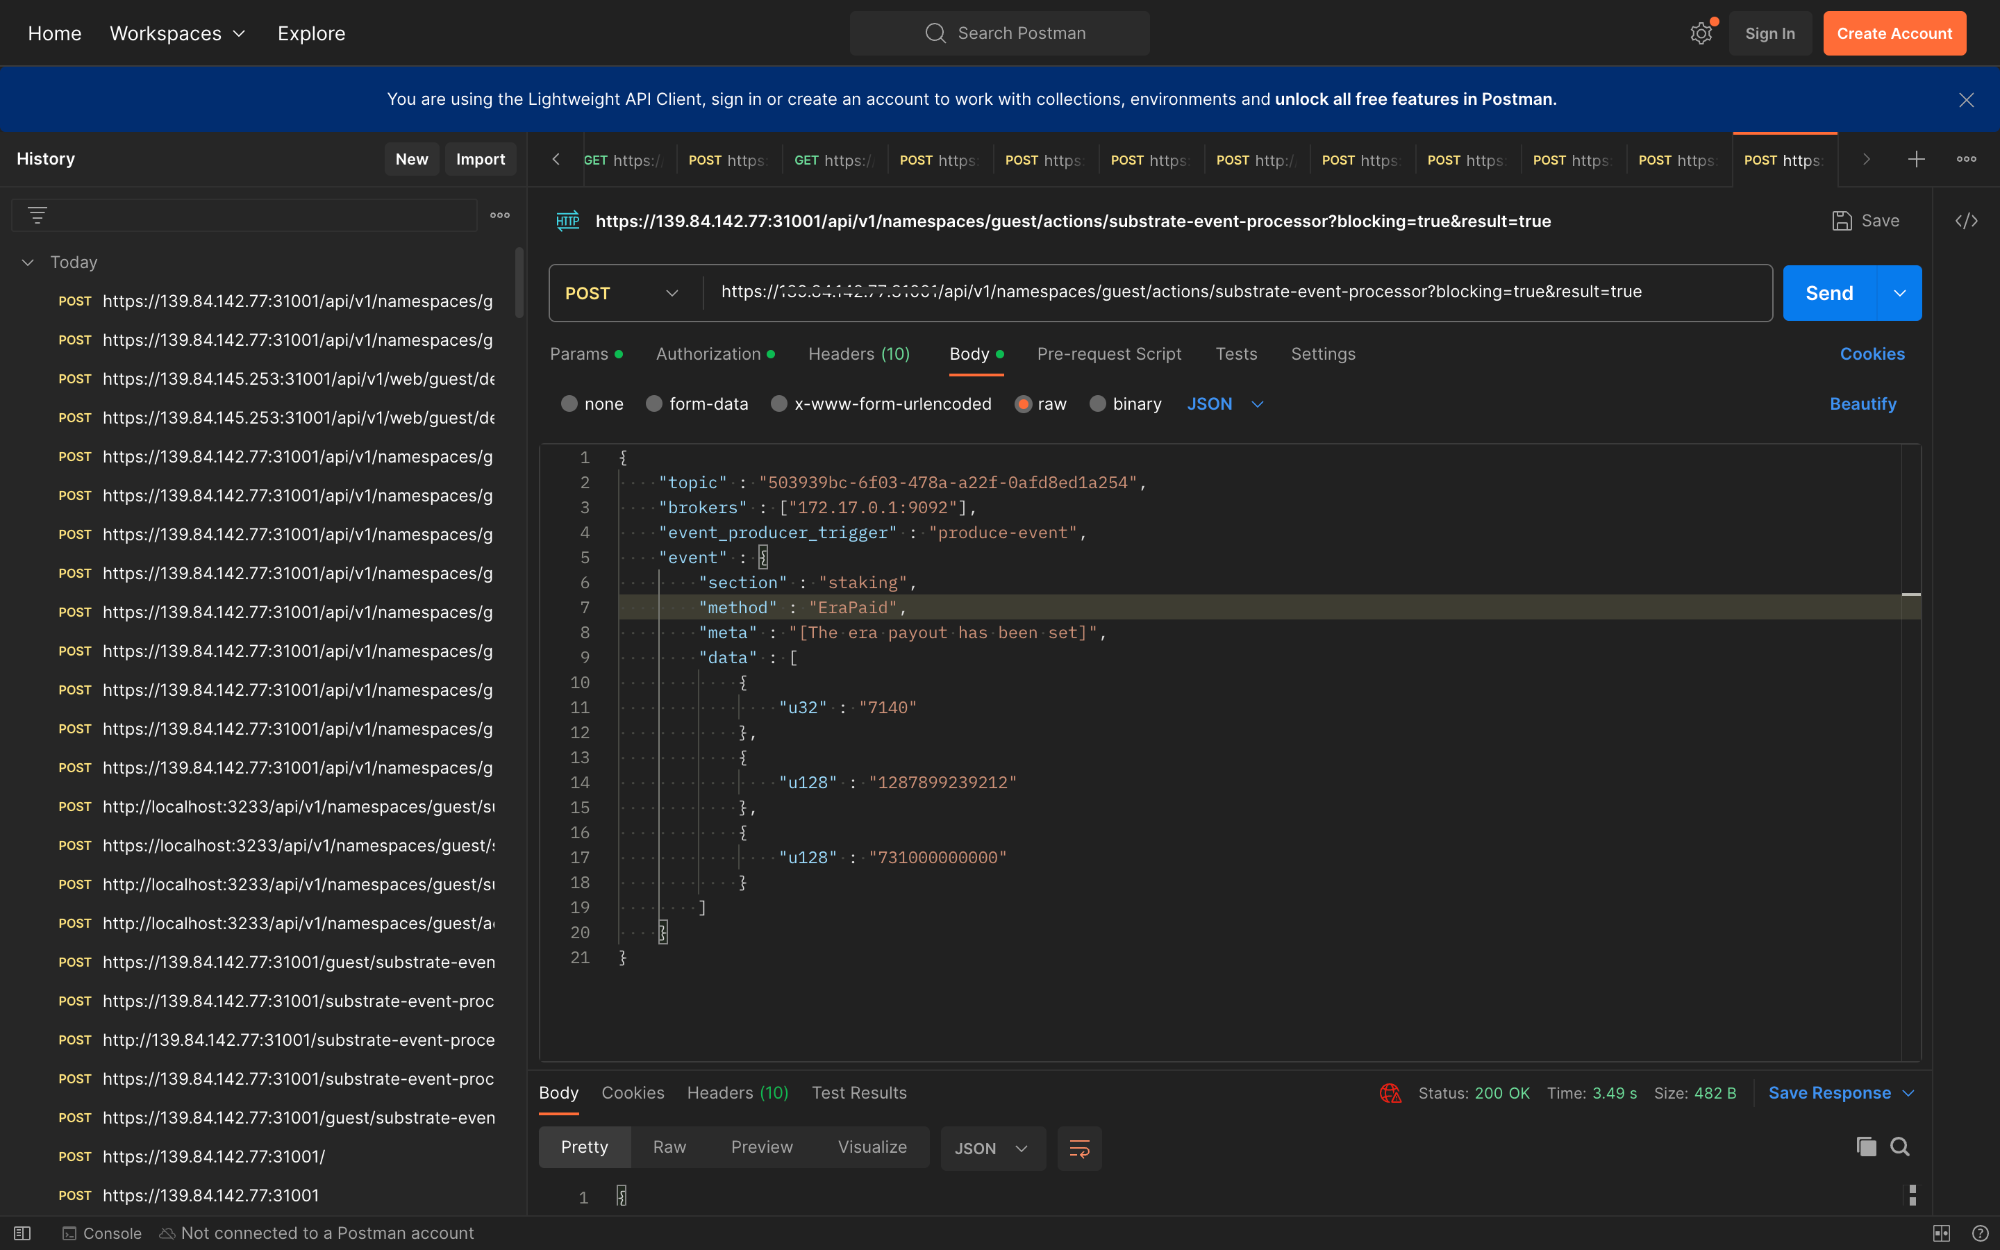 Home Workspaces Explore Search Postman Sign In Create Account
You are using the Lightweight API Client, sign in or create an account to work with collections, environments and unlock all free features in Postman.
History New Import
GET https:/ POST https: GET https:/ POST https: POST https: POST https: POST http:/ POST https: POST https: POST https: POST https: POST https:
Today
POST https://139.84.142.77:31001/api/v1/namespaces/g
POST https://139.84.142.77:31001/api/v1/namespaces/g
POST https://139.84.145.253:31001/api/v1/web/guest/de
POST https://139.84.145.253:31001/api/v1/web/guest/de
POST https://139.84.142.77:31001/api/v1/namespaces/g
POST https://139.84.142.77:31001/api/v1/namespaces/g
POST https://139.84.142.77:31001/api/v1/namespaces/g
POST https://139.84.142.77:31001/api/v1/namespaces/g
POST https://139.84.142.77:31001/api/v1/namespaces/g
POST https://139.84.142.77:31001/api/v1/namespaces/g
POST https://139.84.142.77:31001/api/v1/namespaces/g
POST https://139.84.142.77:31001/api/v1/namespaces/g
POST https://139.84.142.77:31001/api/v1/namespaces/g
POST http://localhost:3233/api/v1/namespaces/guest/su
POST https://localhost:3233/api/v1/namespaces/guest/s
POST http://localhost:3233/api/v1/namespaces/guest/su
POST http://localhost:3233/api/v1/namespaces/guest/a
POST https://139.84.142.77:31001/guest/substrate-even
POST https://139.84.142.77:31001/substrate-event-proc
POST http://139.84.142.77:31001/substrate-event-proce
POST https://139.84.142.77:31001/substrate-event-proc
POST https://139.84.142.77:31001/guest/substrate-even
POST https://139.84.142.77:31001/
POST https://139.84.142.77:31001
HTTP https://139.84.142.77:31001/api/v1/namespaces/guest/actions/substrate-event-processor?blocking=true&result=true Save </>
POST https://139.84.142.77:31001/api/v1/namespaces/guest/actions/substrate-event-processor?blocking=true&result=true Send
Params Authorization Headers (10) Body Pre-request Script Tests Settings Cookies
none form-data x-www-form-urlencoded raw binary JSON Beautify
1 {
2 "topic" : "503939bc-6f03-478a-a22f-0afd8ed1a254",
3 "brokers" : ["172.17.0.1:9092"],
4 "event_producer_trigger" : "produce-event",
5 "event" : {
6 "section" : "staking",
7 "method" : "EraPaid",
8 "meta" : "[The era payout has been set]",
9 "data" : [
10 {
11 "u32" : "7140"
12 },
13 {
14 "u128" : "1287899239212"
15 },
16 {
17 "u128" : "731000000000"
18 }
19 ]
20 }
21 }
Body Cookies Headers (10) Test Results Status: 200 OK Time: 3.49 s Size: 482 B Save Response
Pretty Raw Preview Visualize JSON
1 {
Console Not connected to a Postman account